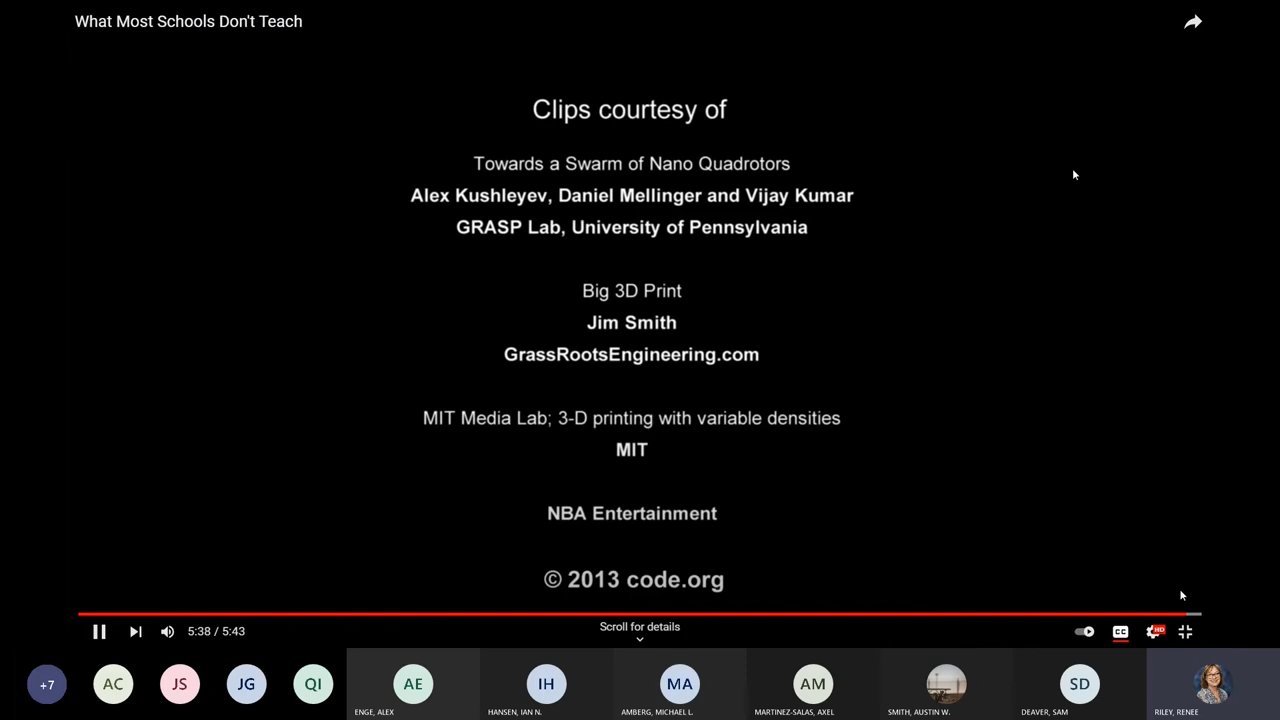 What Most Schools Don't Teach
Clips courtesy of
Towards a Swarm of Nano Quadrotors
Alex Kushleyev, Daniel Mellinger and Vijay Kumar
GRASP Lab, University of Pennsylvania
Big 3D Print
Jim Smith
GrassRootsEngineering.com
MIT Media Lab; 3-D printing with variable densities
MIT
NBA Entertainment
© 2013 code.org
5:38 / 5:43
Scroll for details
CC
HD
+7
AC
JS
JG
QI
AE
IH
MA
AM
SD
ENGE, ALEX
HANSEN, IAN N.
AMBERG, MICHAEL L.
MARTINEZ-SALAS, AXEL
SMITH, AUSTIN W.
DEAVER, SAM
RILEY, RENEE